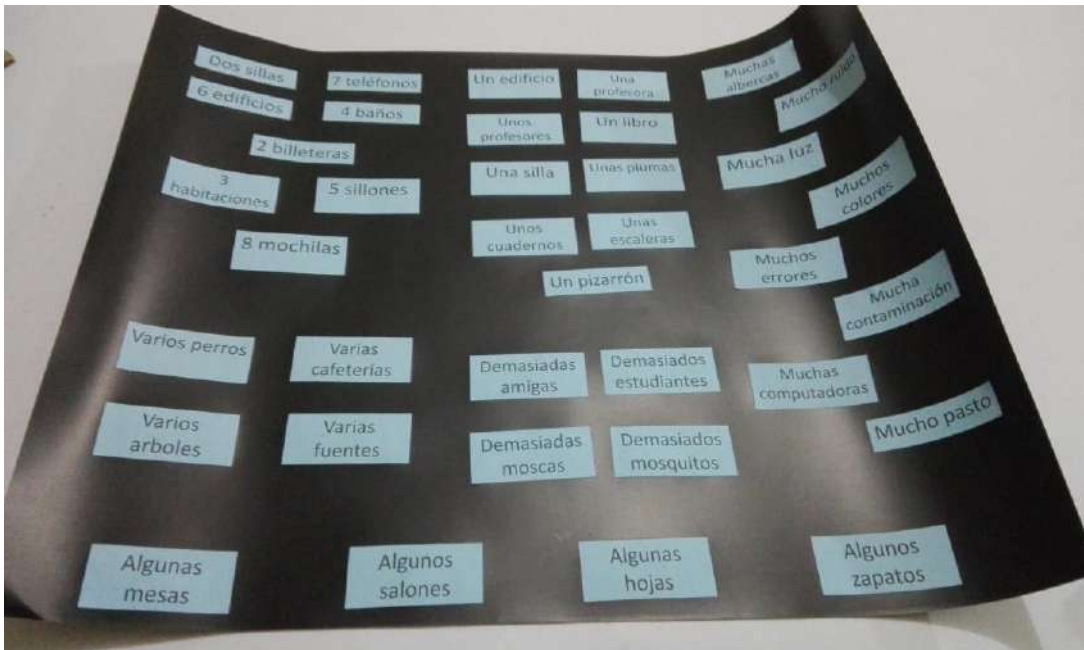 Dos sillas
7 teléfonos
6 edificios
4 baños
2 billeteras
3
habitaciones
5 sillones
8 mochilas
Un edificio
Una
profesora
Unos
profesores
Un libro
Una silla
Unas plumas
Unos
cuadernos
Unas
escaleras
Un pizarrón
Muchas
albercas
Mucho ruido
Mucha luz
Muchos
colores
Muchos
errores
Mucha
contaminación
Muchas
computadoras
Mucho pasto
Varios perros
Varias
cafeterías
Varios
arboles
Varias
fuentes
Demasiadas
amigas
Demasiados
estudiantes
Demasiadas
moscas
Demasiados
mosquitos
Algunas
mesas
Algunos
salones
Algunas
hojas
Algunos
zapatos